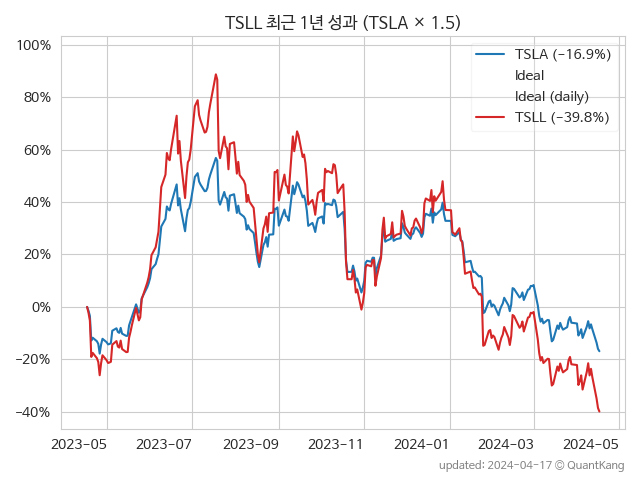 TSLL 최근 1년 성과 (TSLA × 1.5)
100%
80%
60%
40%
20%
0%
−20%
−40%
TSLA (−16.9%)
Ideal
Ideal (daily)
TSLL (−39.8%)
2023−05 2023−07 2023−09 2023−11 2024−01 2024−03 2024−05
updated: 2024−04−17 © QuantKang